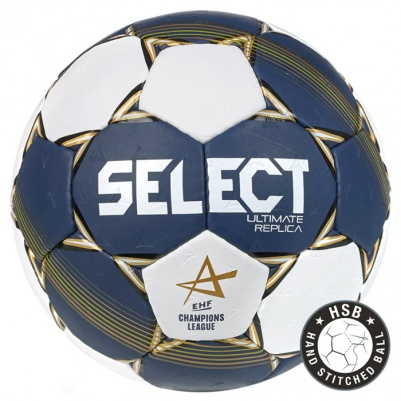 SELECT
ULTIMATE
REPLICA
EHF
CHAMPIONS
LEAGUE
HSB
HAND STITCHED BALL